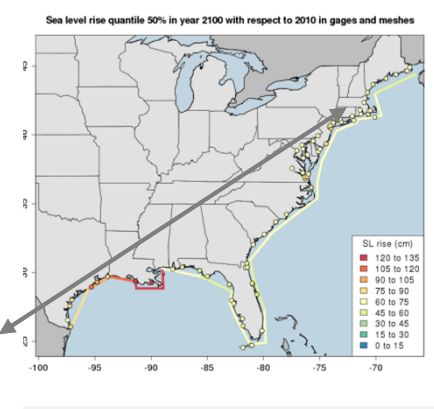 Sea level rise quantile 50% in year 2100 with respect to 2010 in gages and meshes
SL rise (cm)
120 to 135
105 to 120
90 to 105
75 to 90
60 to 75
45 to 60
30 to 45
15 to 30
0 to 15
-100 -95 -90 -85 -80 -75 -70